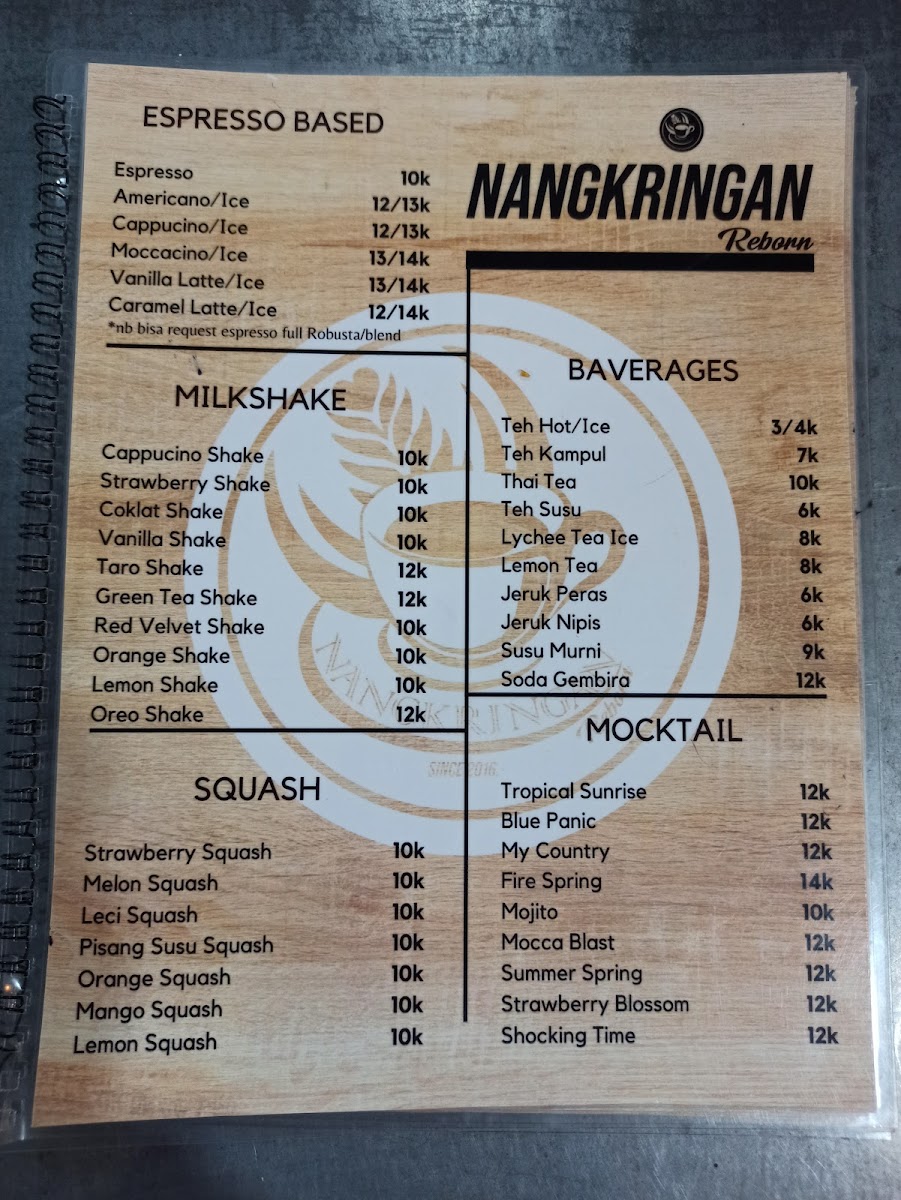 ESPRESSO BASED
Espresso 10k
Americano/Ice 12/13k
Cappucino/Ice 12/13k
Moccacino/Ice 13/14k
Vanilla Latte/Ice 13/14k
Caramel Latte/Ice 12/14k
*nb bisa request espresso full Robusta/blend
MILKSHAKE
Cappucino Shake 10k
Strawberry Shake 10k
Coklat Shake 10k
Vanilla Shake 10k
Taro Shake 12k
Green Tea Shake 12k
Red Velvet Shake 10k
Orange Shake 10k
Lemon Shake 10k
Oreo Shake 12k
SQUASH
Strawberry Squash 10k
Melon Squash 10k
Leci Squash 10k
Pisang Susu Squash 10k
Orange Squash 10k
Mango Squash 10k
Lemon Squash 10k
NANGKRINGAN
Reborn
BAVERAGES
Teh Hot/Ice 3/4k
Teh Kampul 7k
Thai Tea 10k
Teh Susu 6k
Lychee Tea Ice 8k
Lemon Tea 8k
Jeruk Peras 6k
Jeruk Nipis 6k
Susu Murni 9k
Soda Gembira 12k
MOCKTAIL
Tropical Sunrise 12k
Blue Panic 12k
My Country 12k
Fire Spring 14k
Mojito 10k
Mocca Blast 12k
Summer Spring 12k
Strawberry Blossom 12k
Shocking Time 12k
NANGKRINGAN
SINCE 2016